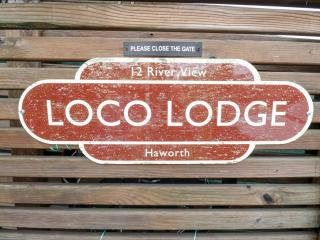 PLEASE CLOSE THE GATE
12 River View
LOCO LODGE
Haworth